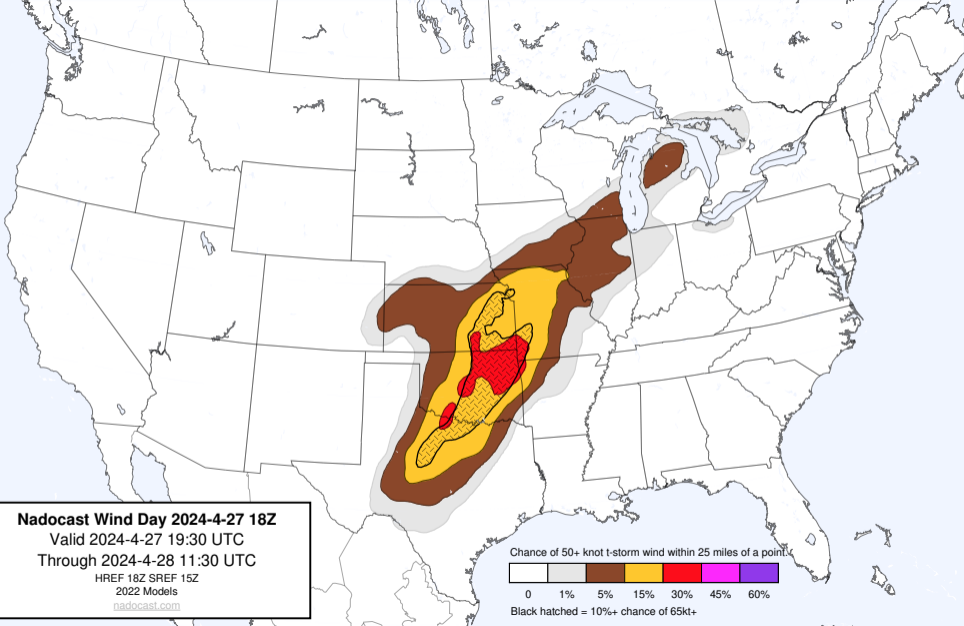 Nadocast Wind Day 2024-4-27 18Z
Valid 2024-4-27 19:30 UTC
Through 2024-4-28 11:30 UTC
HREF 18Z SREF 15Z
2022 Models
nadocast.com
Chance of 50+ knot t-storm wind within 25 miles of a point.
0 1% 5% 15% 30% 45% 60%
Black hatched = 10%+ chance of 65kt+